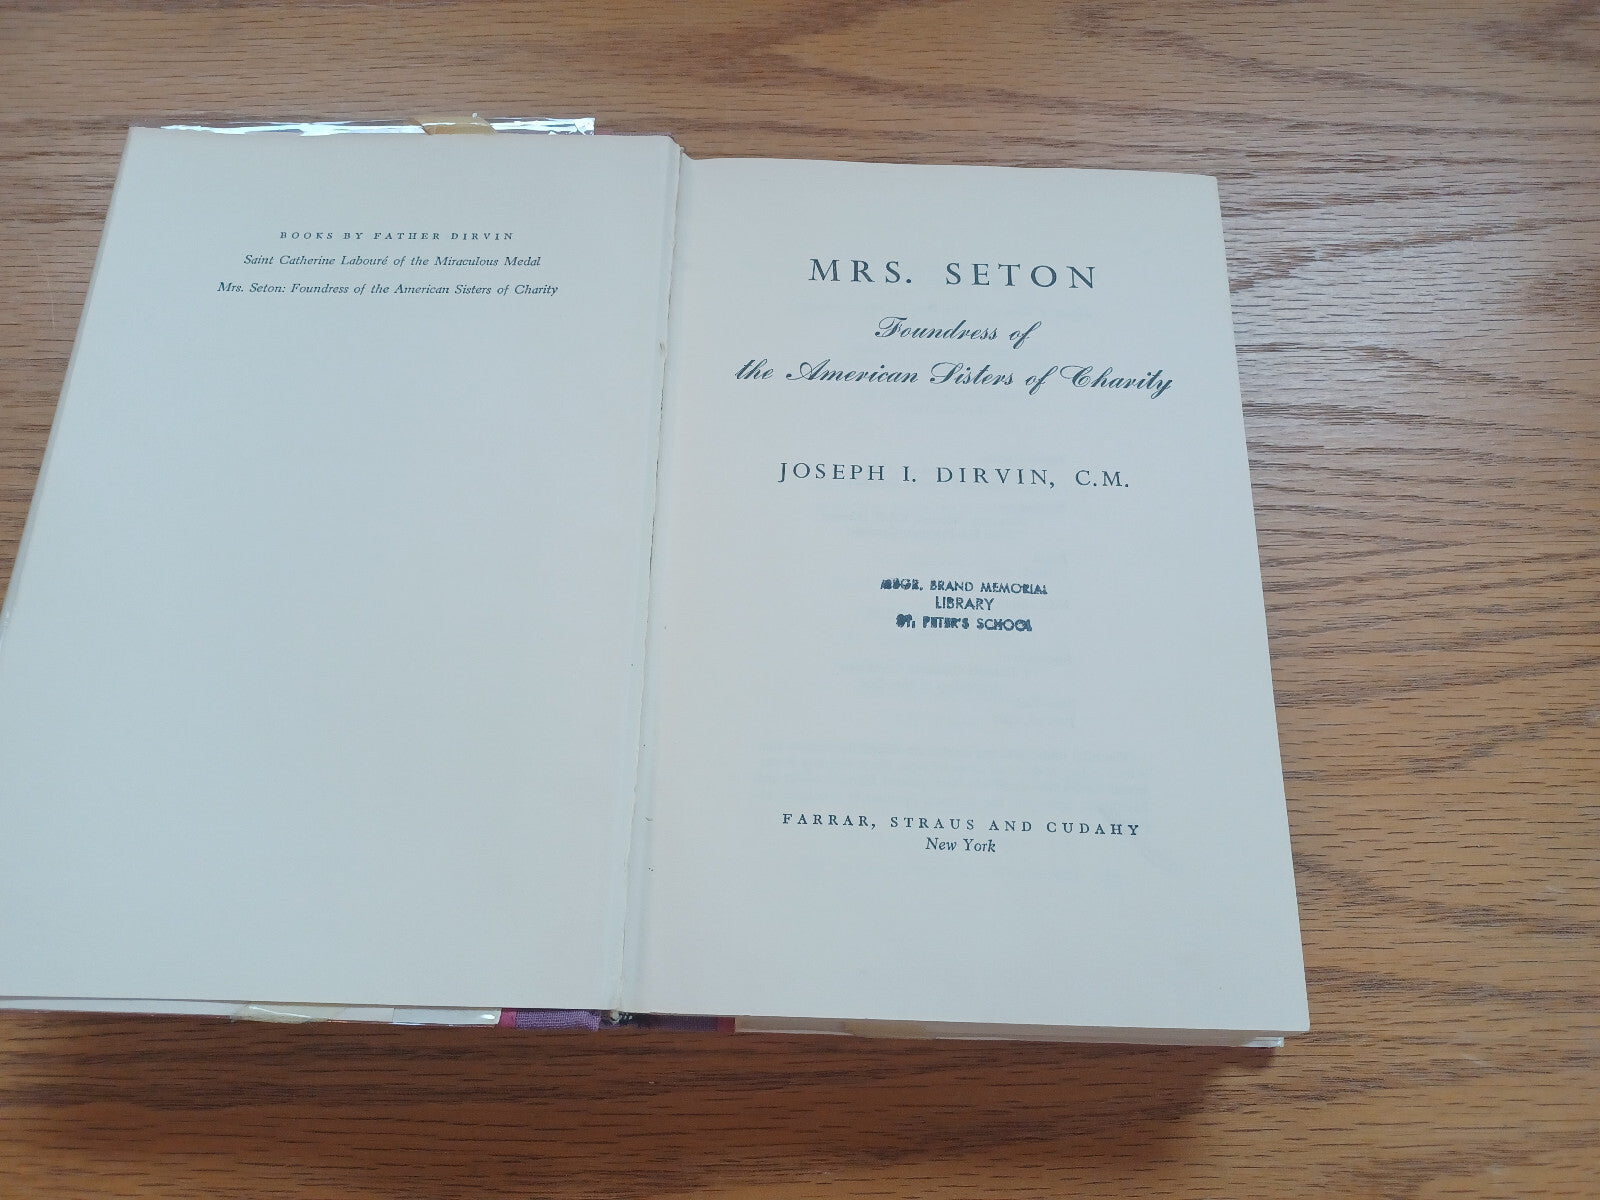 BOOKS BY FATHER DIRVIN
Saint Catherine Labouré of the Miraculous Medal
Mrs. Seton: Foundress of the American Sisters of Charity
MRS. SETON
Foundress of
the American Sisters of Charity
JOSEPH I. DIRVIN, C.M.
MSGR. BRAND MEMORIAL
LIBRARY
ST. PETER'S SCHOOL
FARRAR, STRAUS AND CUDAHY
New York